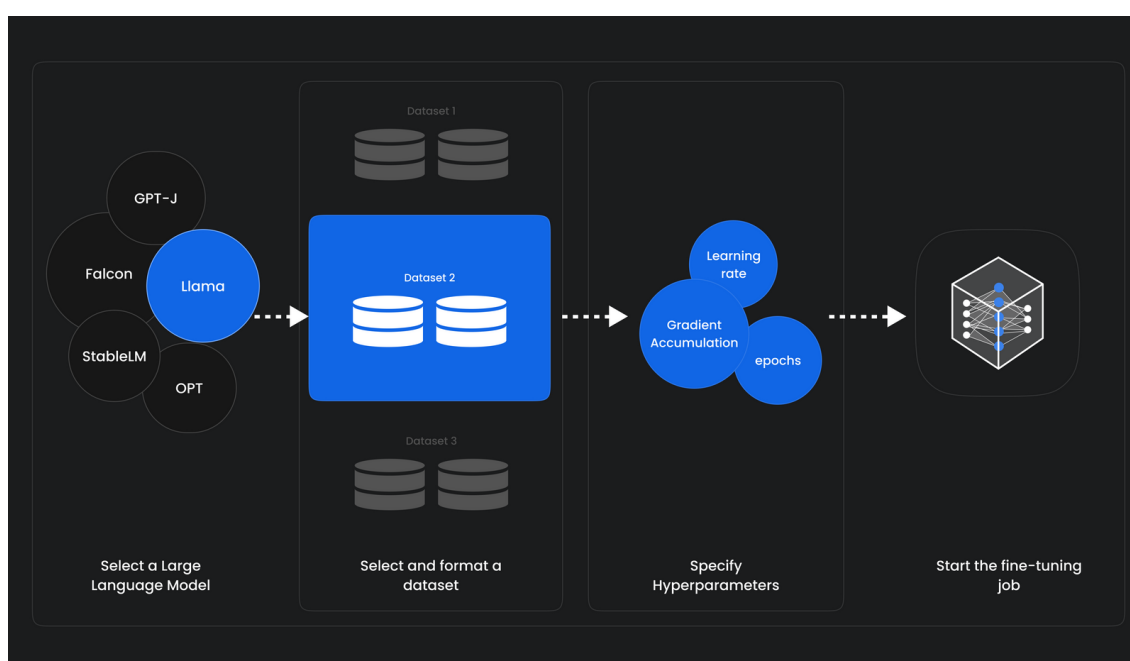 GPT-J
Falcon
Llama
StableLM
OPT
Select a Large
Language Model
Dataset 1
Dataset 2
Dataset 3
Select and format a
dataset
Learning
rate
Gradient
Accumulation
epochs
Specify
Hyperparameters
Start the fine-tuning
job